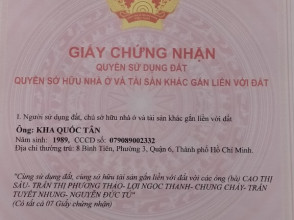 GIẤY CHỨNG NHẬN
QUYỀN SỬ DỤNG ĐẤT
QUYỀN SỞ HỮU NHÀ Ở VÀ TÀI SẢN KHÁC GẮN LIỀN VỚI ĐẤT
I. Người sử dụng đất, chủ sở hữu nhà ở và tài sản khác gắn liền với đất
Ông: KHA QUỐC TÂN
Năm sinh: 1989, CCCD số: 079089002332
Địa chỉ thường trú: 8 Bình Tiên, Phường 3, Quận 6, Thành phố Hồ Chí Minh.
"Cùng sử dụng đất, cùng sở hữu tài sản gắn liền với đất với các ông (bà) CAO THỊ
SÁU- TRẦN THỊ PHƯƠNG THẢO- LỢI NGỌC THANH- CHUNG CHẤY- TRẦN
TUYẾT NHUNG- NGUYỄN ĐỨC TÚ"
(Có tất cả 07 Giấy chứng nhận)